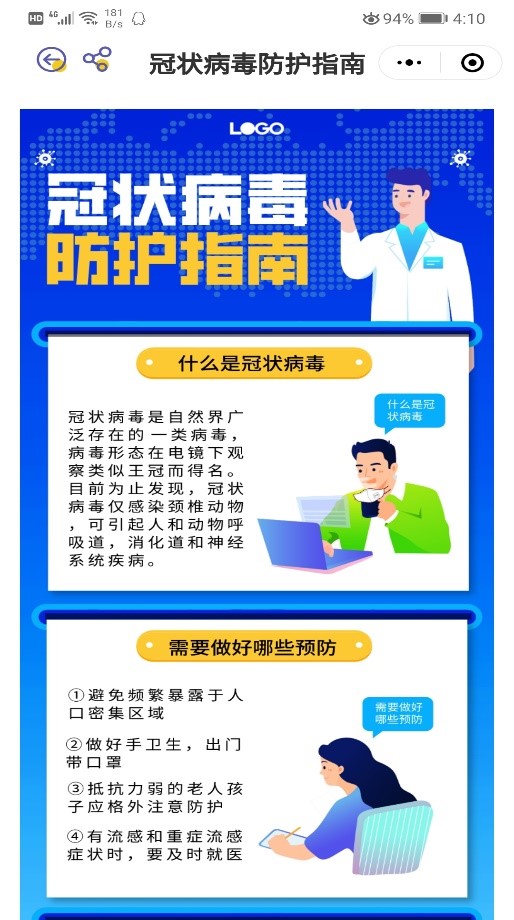 HD 4G 181 B/s 94% 4:10
冠状病毒防护指南
LOGO
冠状病毒
防护指南
什么是冠状病毒
什么是冠
状病毒
冠状病毒是自然界广
泛存在的一类病毒，
病毒形态在电镜下观
察类似王冠而得名。
目前为止发现，冠状
病毒仅感染颈椎动物
，可引起人和动物呼
吸道，消化道和神经
系统疾病。
需要做好哪些预防
需要做好
哪些预防
①避免频繁暴露于人
口密集区域
②做好手卫生，出门
带口罩
③抵抗力弱的老人孩
子应格外注意防护
④有流感和重症流感
症状时，要及时就医